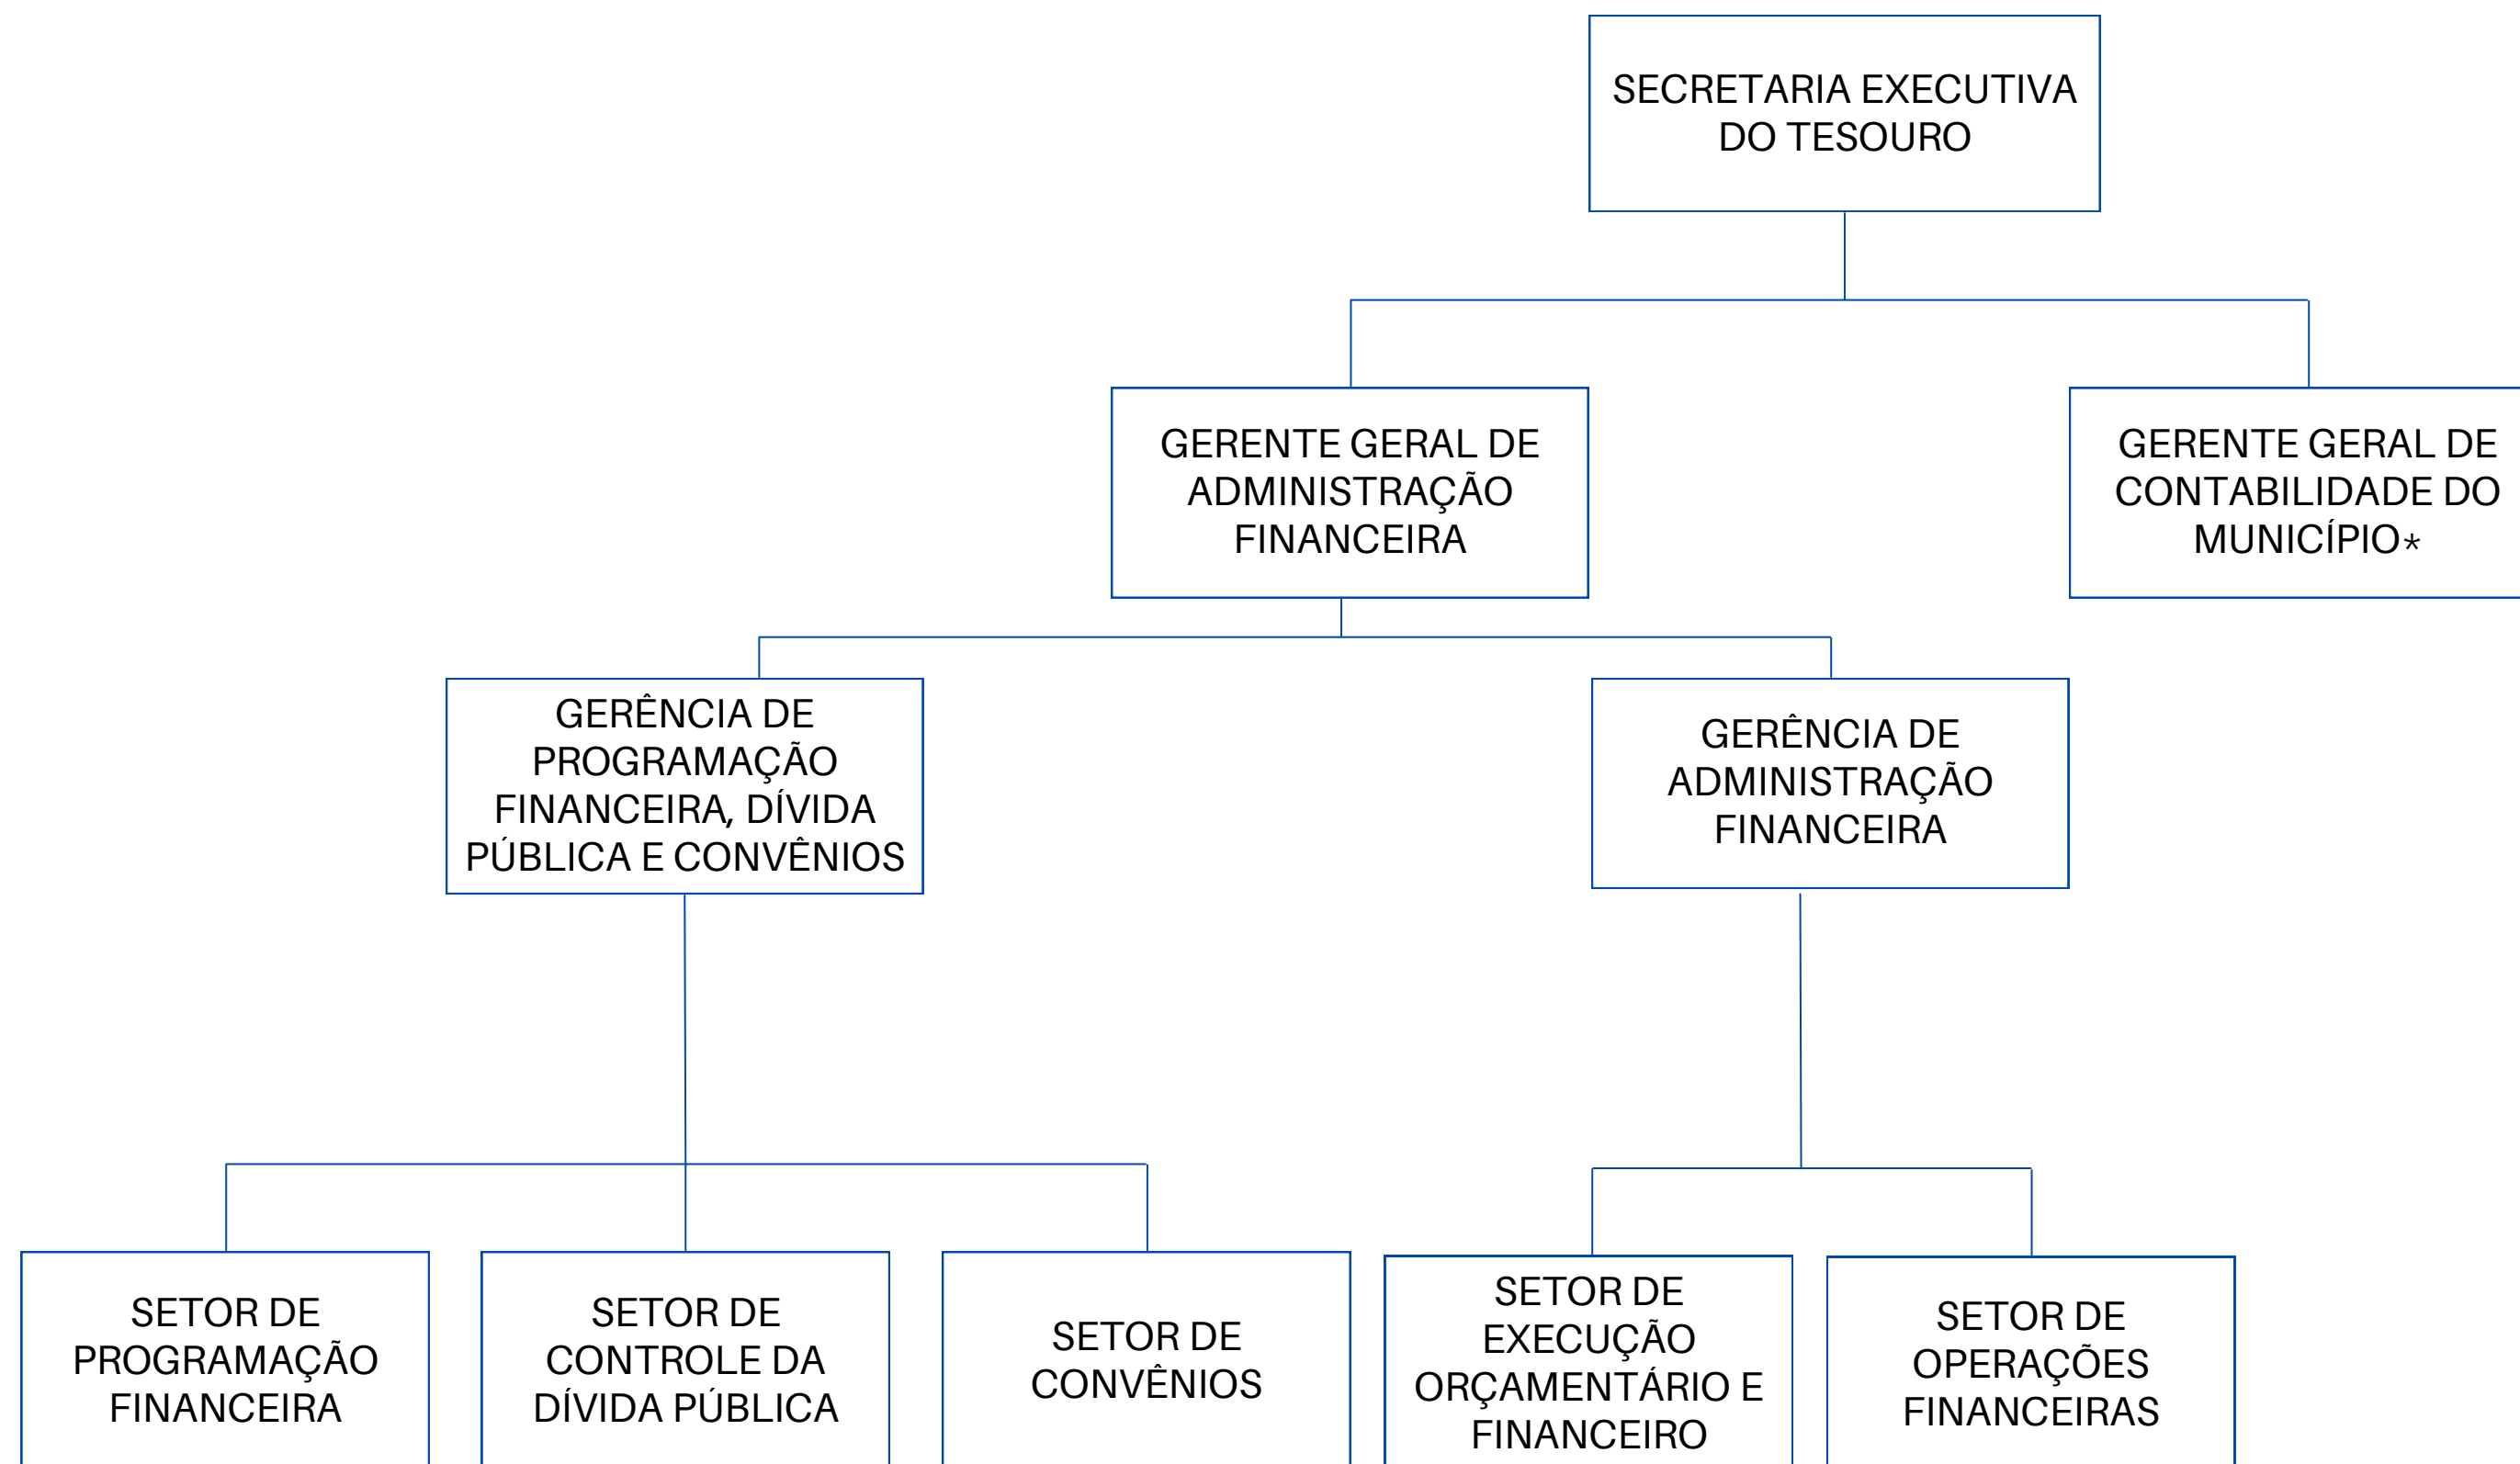 SECRETARIA EXECUTIVA
DO TESOURO
GERENTE GERAL DE
ADMINISTRAÇÃO
FINANCEIRA
GERENTE GERAL DE
CONTABILIDADE DO
MUNICÍPIO*
GERÊNCIA DE
PROGRAMAÇÃO
FINANCEIRA, DÍVIDA
PÚBLICA E CONVÊNIOS
GERÊNCIA DE
ADMINISTRAÇÃO
FINANCEIRA
SETOR DE
PROGRAMAÇÃO
FINANCEIRA
SETOR DE
CONTROLE DA
DÍVIDA PÚBLICA
SETOR DE
CONVÊNIOS
SETOR DE
EXECUÇÃO
ORÇAMENTÁRIO E
FINANCEIRO
SETOR DE
OPERAÇÕES
FINANCEIRAS